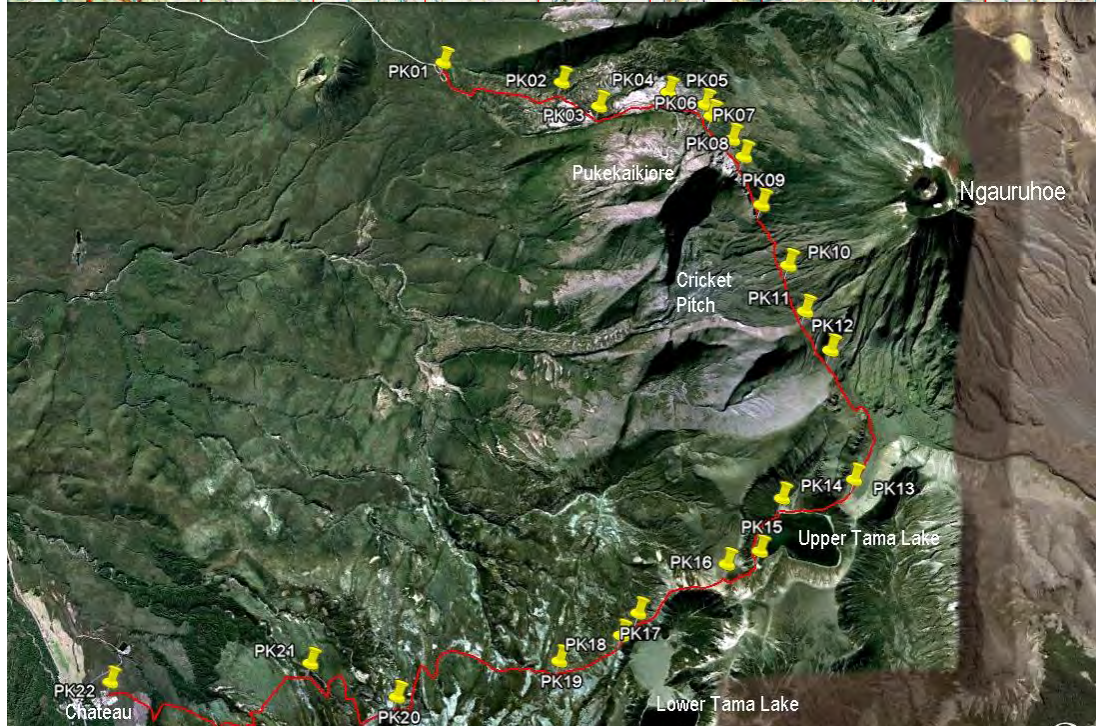 PK01
PK02
PK04
PK05
PK03
PK06
PK07
PK08
Pukekaikiore
PK09
Ngauruhoe
PK10
Cricket
Pitch
PK11
PK12
PK14
PK13
PK15
Upper Tama Lake
PK16
PK17
PK18
PK21
PK19
PK22
Chateau
PK20
Lower Tama Lake